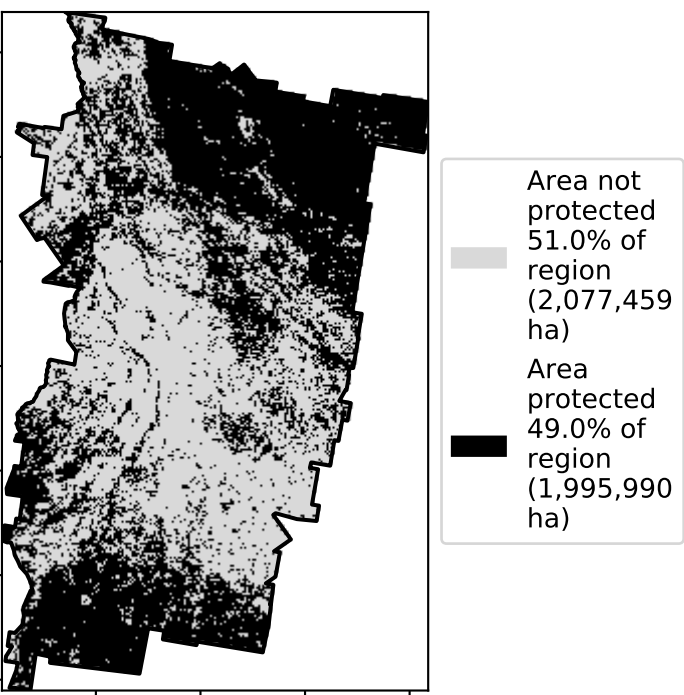 Area not
protected
51.0% of
region
(2,077,459
ha)
Area
protected
49.0% of
region
(1,995,990
ha)